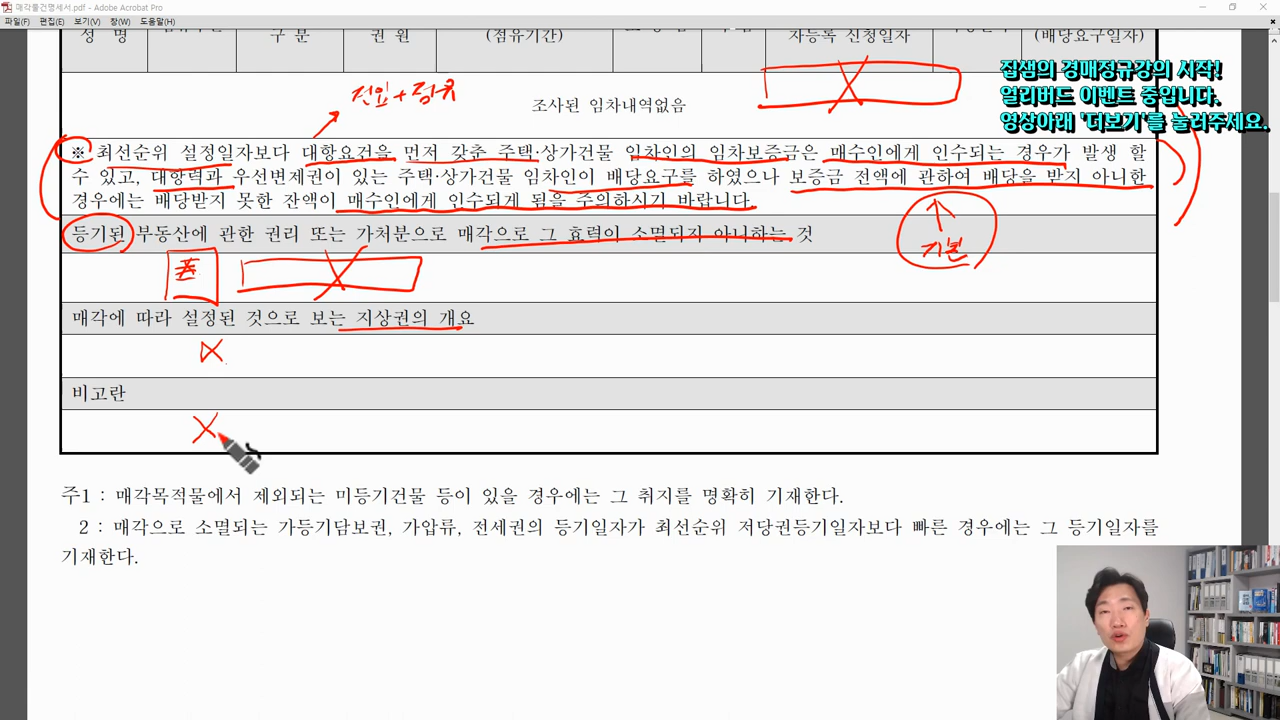 매각물건명세서.pdf - Adobe Acrobat Pro
파일(F) 편집(E) 보기(V) 창(W) 도움말(H)
성 명
구 분
권 원
(점유기간)
자등록 신청일자
(배당요구일자)
집샘의 경매정규강의 시작!
얼리버드 이벤트 중입니다.
영상아래 '더보기'를 눌러주세요.
전입+점유
조사된 임차내역없음
※ 최선순위 설정일자보다 대항요건을 먼저 갖춘 주택·상가건물 임차인의 임차보증금은 매수인에게 인수되는 경우가 발생 할
수 있고, 대항력과 우선변제권이 있는 주택·상가건물 임차인이 배당요구를 하였으나 보증금 전액에 관하여 배당을 받지 아니한
경우에는 배당받지 못한 잔액이 매수인에게 인수되게 됨을 주의하시기 바랍니다.
등기된 부동산에 관한 권리 또는 가처분으로 매각으로 그 효력이 소멸되지 아니하는 것
기본
매각에 따라 설정된 것으로 보는 지상권의 개요
비고란
주1 : 매각목적물에서 제외되는 미등기건물 등이 있을 경우에는 그 취지를 명확히 기재한다.
2 : 매각으로 소멸되는 가등기담보권, 가압류, 전세권의 등기일자가 최선순위 저당권등기일자보다 빠른 경우에는 그 등기일자를
기재한다.